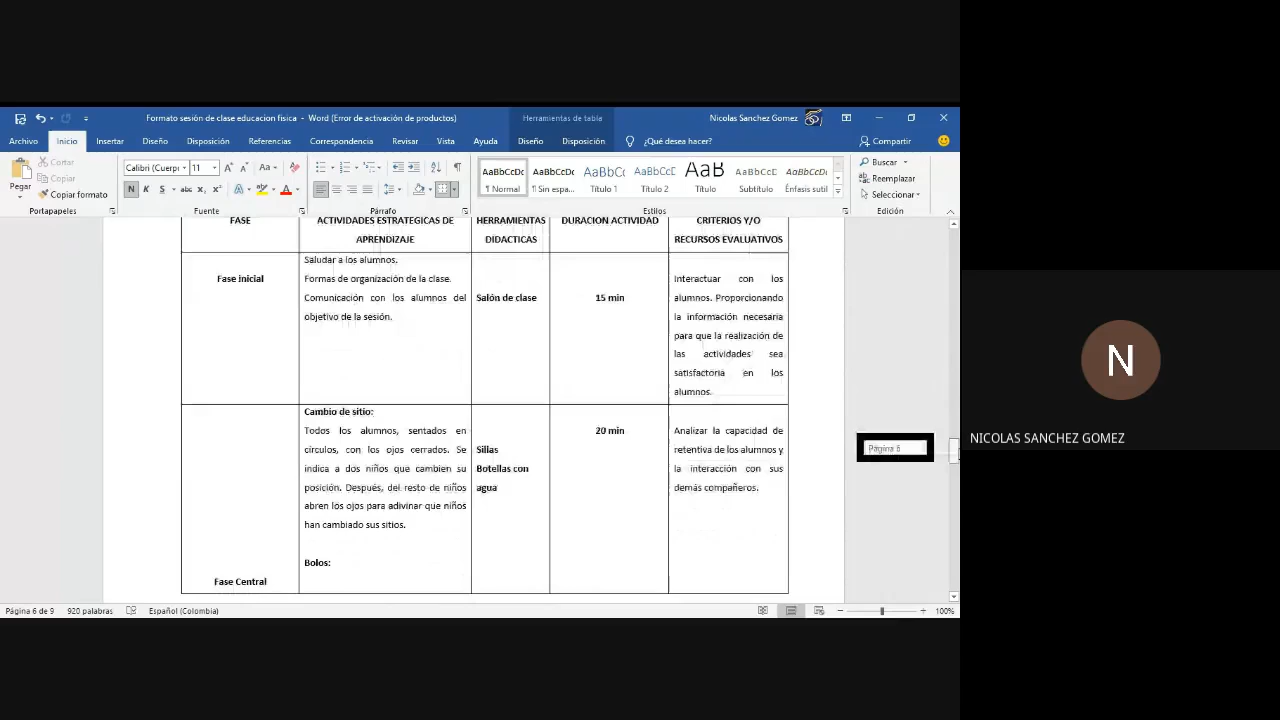 Formato sesión de clase educacion fisica - Word (Error de activación de productos)
Herramientas de tabla
Nicolas Sanchez Gomez
Archivo Inicio Insertar Diseño Disposición Referencias Correspondencia Revisar Vista Ayuda Diseño Disposición ¿Qué desea hacer? Compartir
Pegar
Cortar
Copiar
Copiar formato
Portapapeles
Calibri (Cuerp 11
Fuente
Párrafo
AaBbCcDc AaBbCcDc AaBbC( AaBbCcC AaB AaBbCcC AaBbCcDc
¶ Normal ¶ Sin espa... Título 1 Título 2 Título Subtítulo Énfasis sutil
Estilos
Buscar
Reemplazar
Seleccionar
Edición
FASE
ACTIVIDADES ESTRATEGICAS DE
APRENDIZAJE
HERRAMIENTAS
DIDACTICAS
DURACION ACTIVIDAD
CRITERIOS Y/O
RECURSOS EVALUATIVOS
Fase inicial
Saludar a los alumnos.
Formas de organización de la clase.
Comunicación con los alumnos del
objetivo de la sesión.
Salón de clase
15 min
Interactuar con los
alumnos. Proporcionando
la información necesaria
para que la realización de
las actividades sea
satisfactoria en los
alumnos.
Fase Central
Cambio de sitio:
Todos los alumnos, sentados en
círculos, con los ojos cerrados. Se
indica a dos niños que cambien su
posición. Después, del resto de niños
abren los ojos para adivinar que niños
han cambiado sus sitios.
Bolos:
Sillas
Botellas con
agua
20 min
Analizar la capacidad de
retentiva de los alumnos y
la interacción con sus
demás compañeros.
Página 6
Página 6 de 9 920 palabras Español (Colombia) 100%
N
NICOLAS SANCHEZ GOMEZ